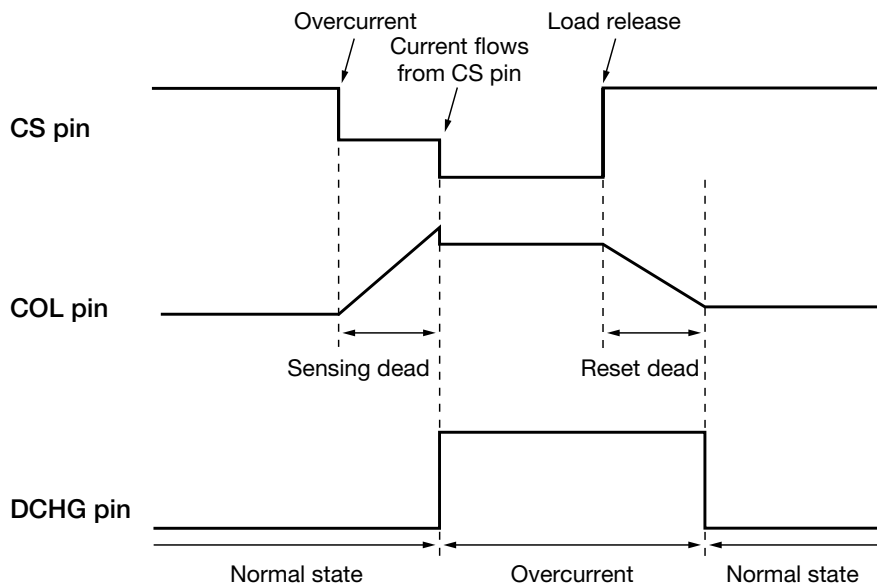 Overcurrent
Load release
Current flows
from CS pin
CS pin
COL pin
Sensing dead
Reset dead
DCHG pin
Normal state
Overcurrent
Normal state